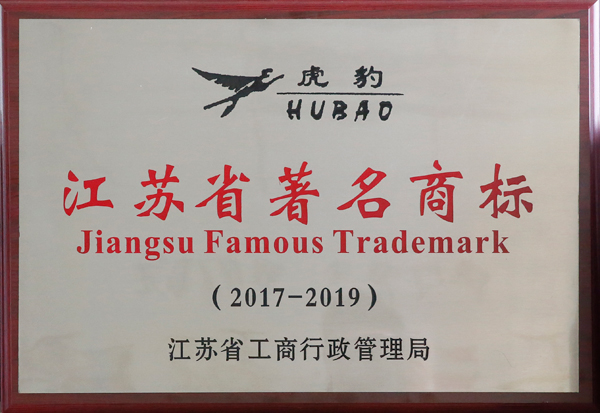 虎豹
HUBAO
江苏省著名商标
Jiangsu Famous Trademark
(2017-2019)
江苏省工商行政管理局